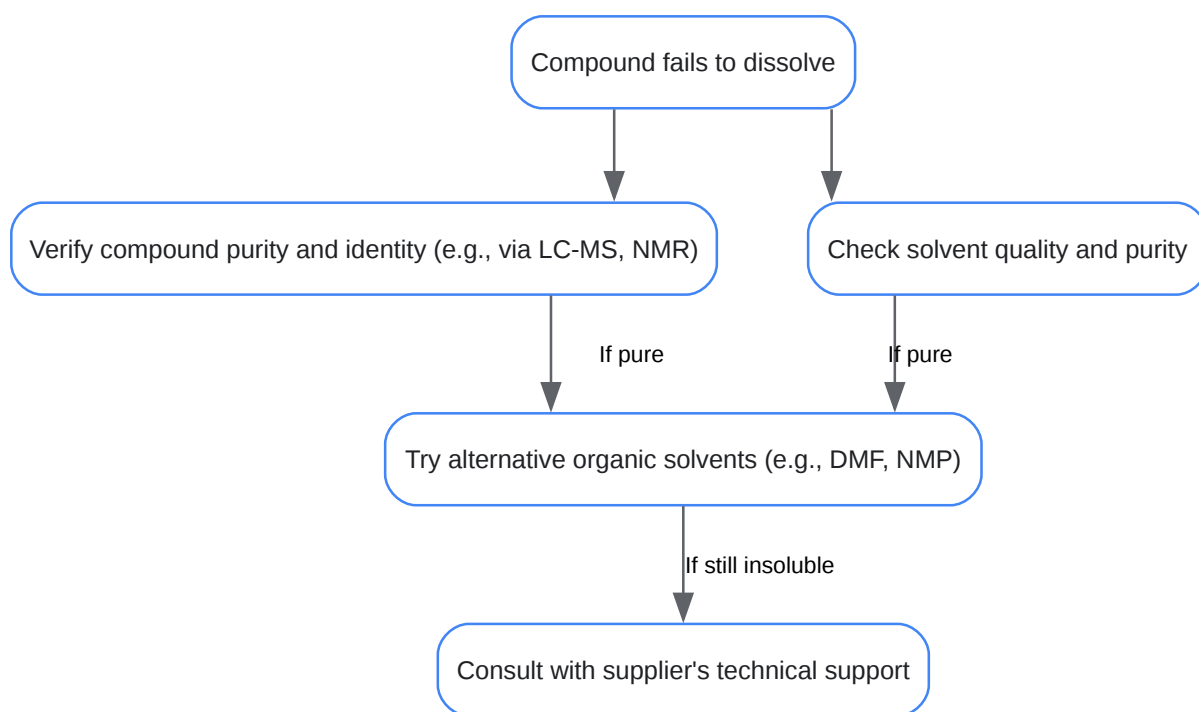 Compound fails to dissolve
Verify compound purity and identity (e.g., via LC-MS, NMR)
Check solvent quality and purity
If pure
If pure
Try alternative organic solvents (e.g., DMF, NMP)
If still insoluble
Consult with supplier's technical support